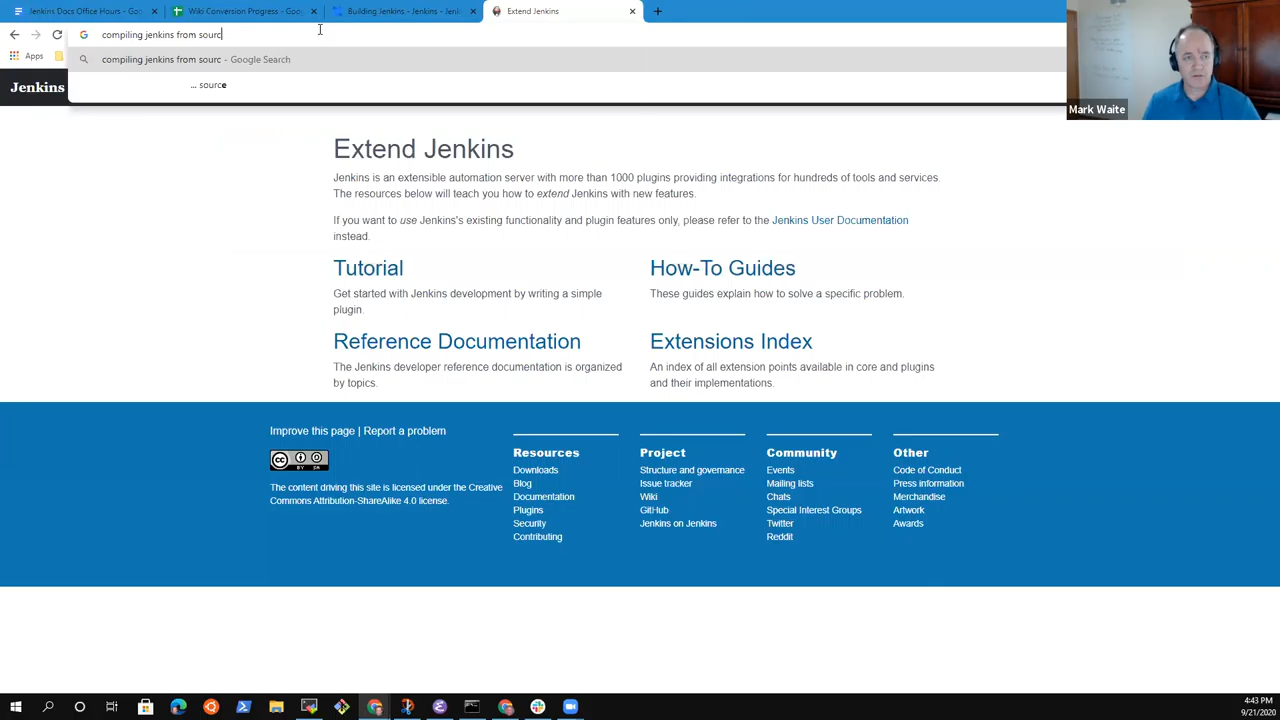 Jenkins Docs Office Hours - Goo
Wiki Conversion Progress - Goog
Building Jenkins - Jenkins - Jenk
Extend Jenkins
compiling jenkins from sourc
Apps
compiling jenkins from sourc - Google Search
... source
Jenkins
Mark Waite
Extend Jenkins
Jenkins is an extensible automation server with more than 1000 plugins providing integrations for hundreds of tools and services.
The resources below will teach you how to extend Jenkins with new features.
If you want to use Jenkins's existing functionality and plugin features only, please refer to the Jenkins User Documentation
instead.
Tutorial
Get started with Jenkins development by writing a simple
plugin.
How-To Guides
These guides explain how to solve a specific problem.
Reference Documentation
The Jenkins developer reference documentation is organized
by topics.
Extensions Index
An index of all extension points available in core and plugins
and their implementations.
Improve this page | Report a problem
The content driving this site is licensed under the Creative
Commons Attribution-ShareAlike 4.0 license.
Resources
Downloads
Blog
Documentation
Plugins
Security
Contributing
Project
Structure and governance
Issue tracker
Wiki
GitHub
Jenkins on Jenkins
Community
Events
Mailing lists
Chats
Special Interest Groups
Twitter
Reddit
Other
Code of Conduct
Press information
Merchandise
Artwork
Awards
4:43 PM
9/21/2020